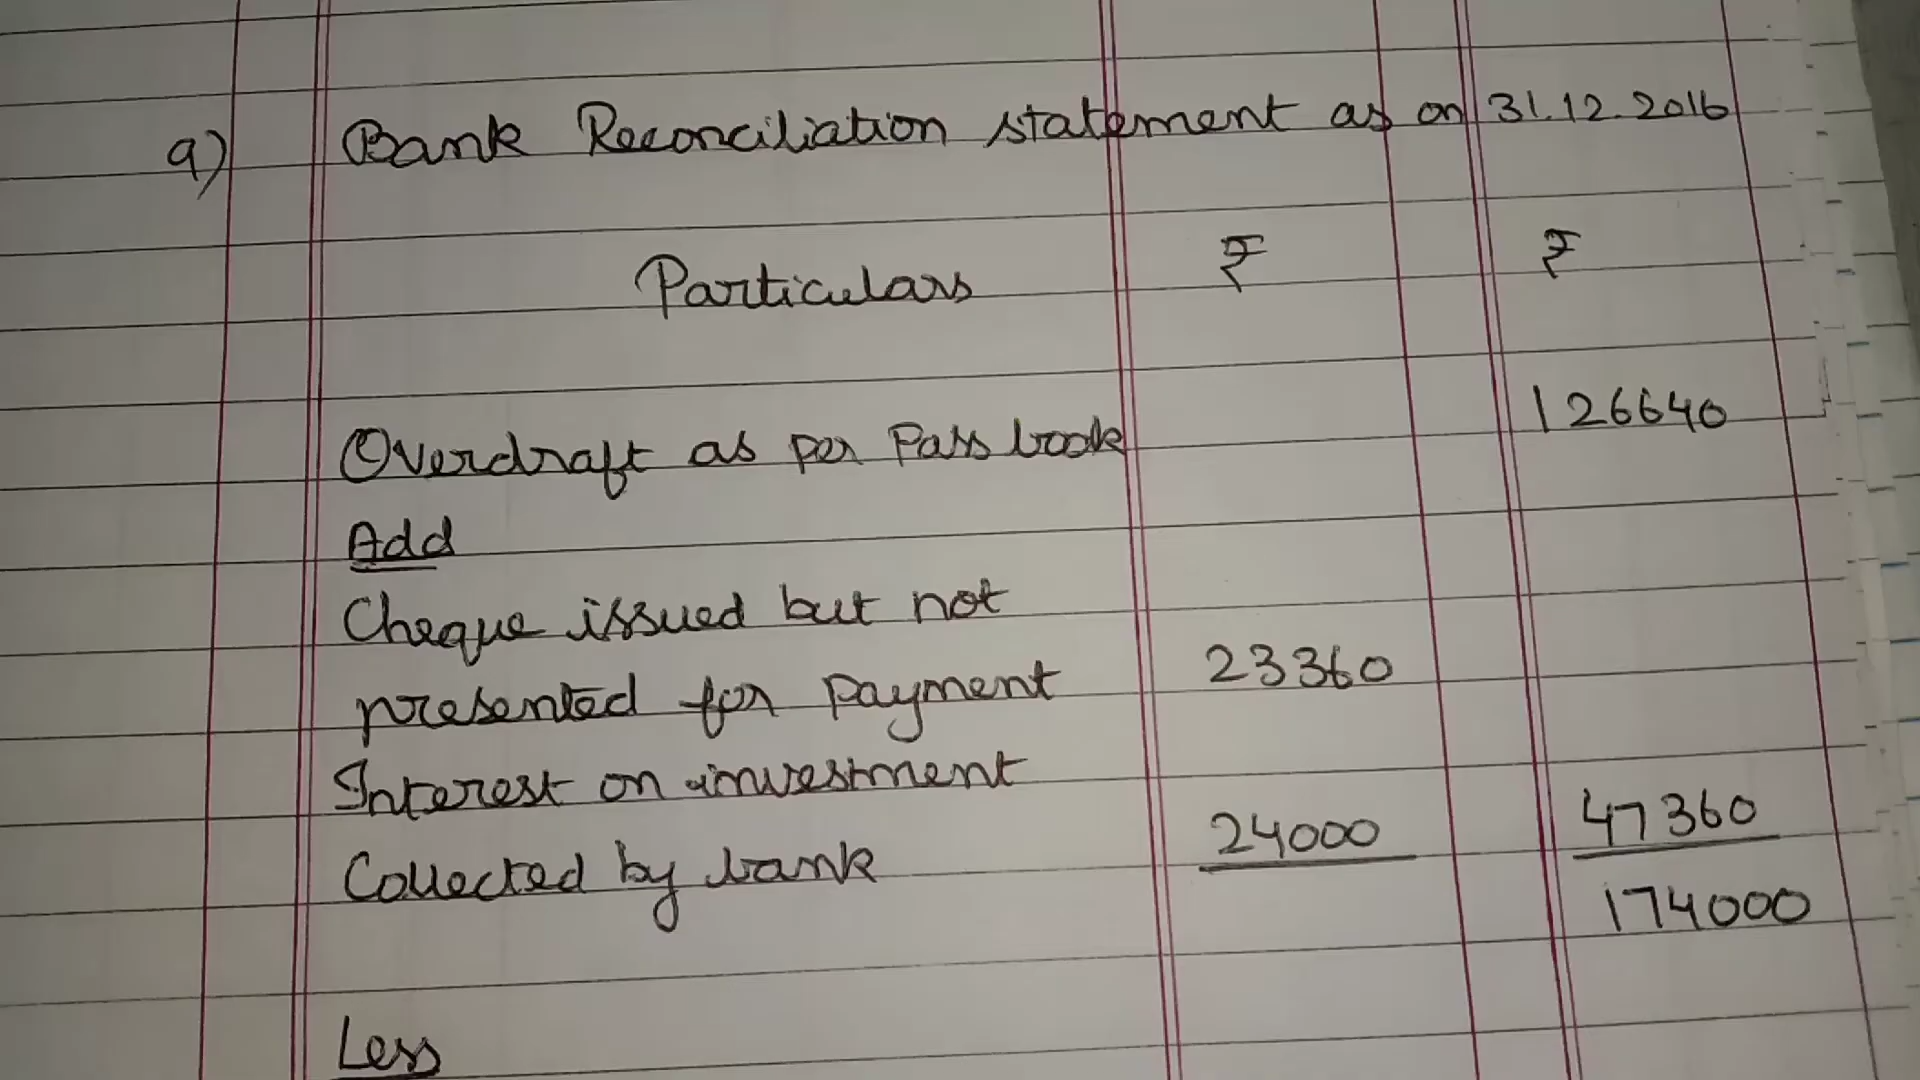 9) Bank Reconciliation statement as on 31.12.2016
Particulars ₹ ₹
Overdraft as per Pass book 126640
Add
Cheque issued but not
presented for payment 23360
Interest on investment
Collected by bank 24000 47360
174000
Less